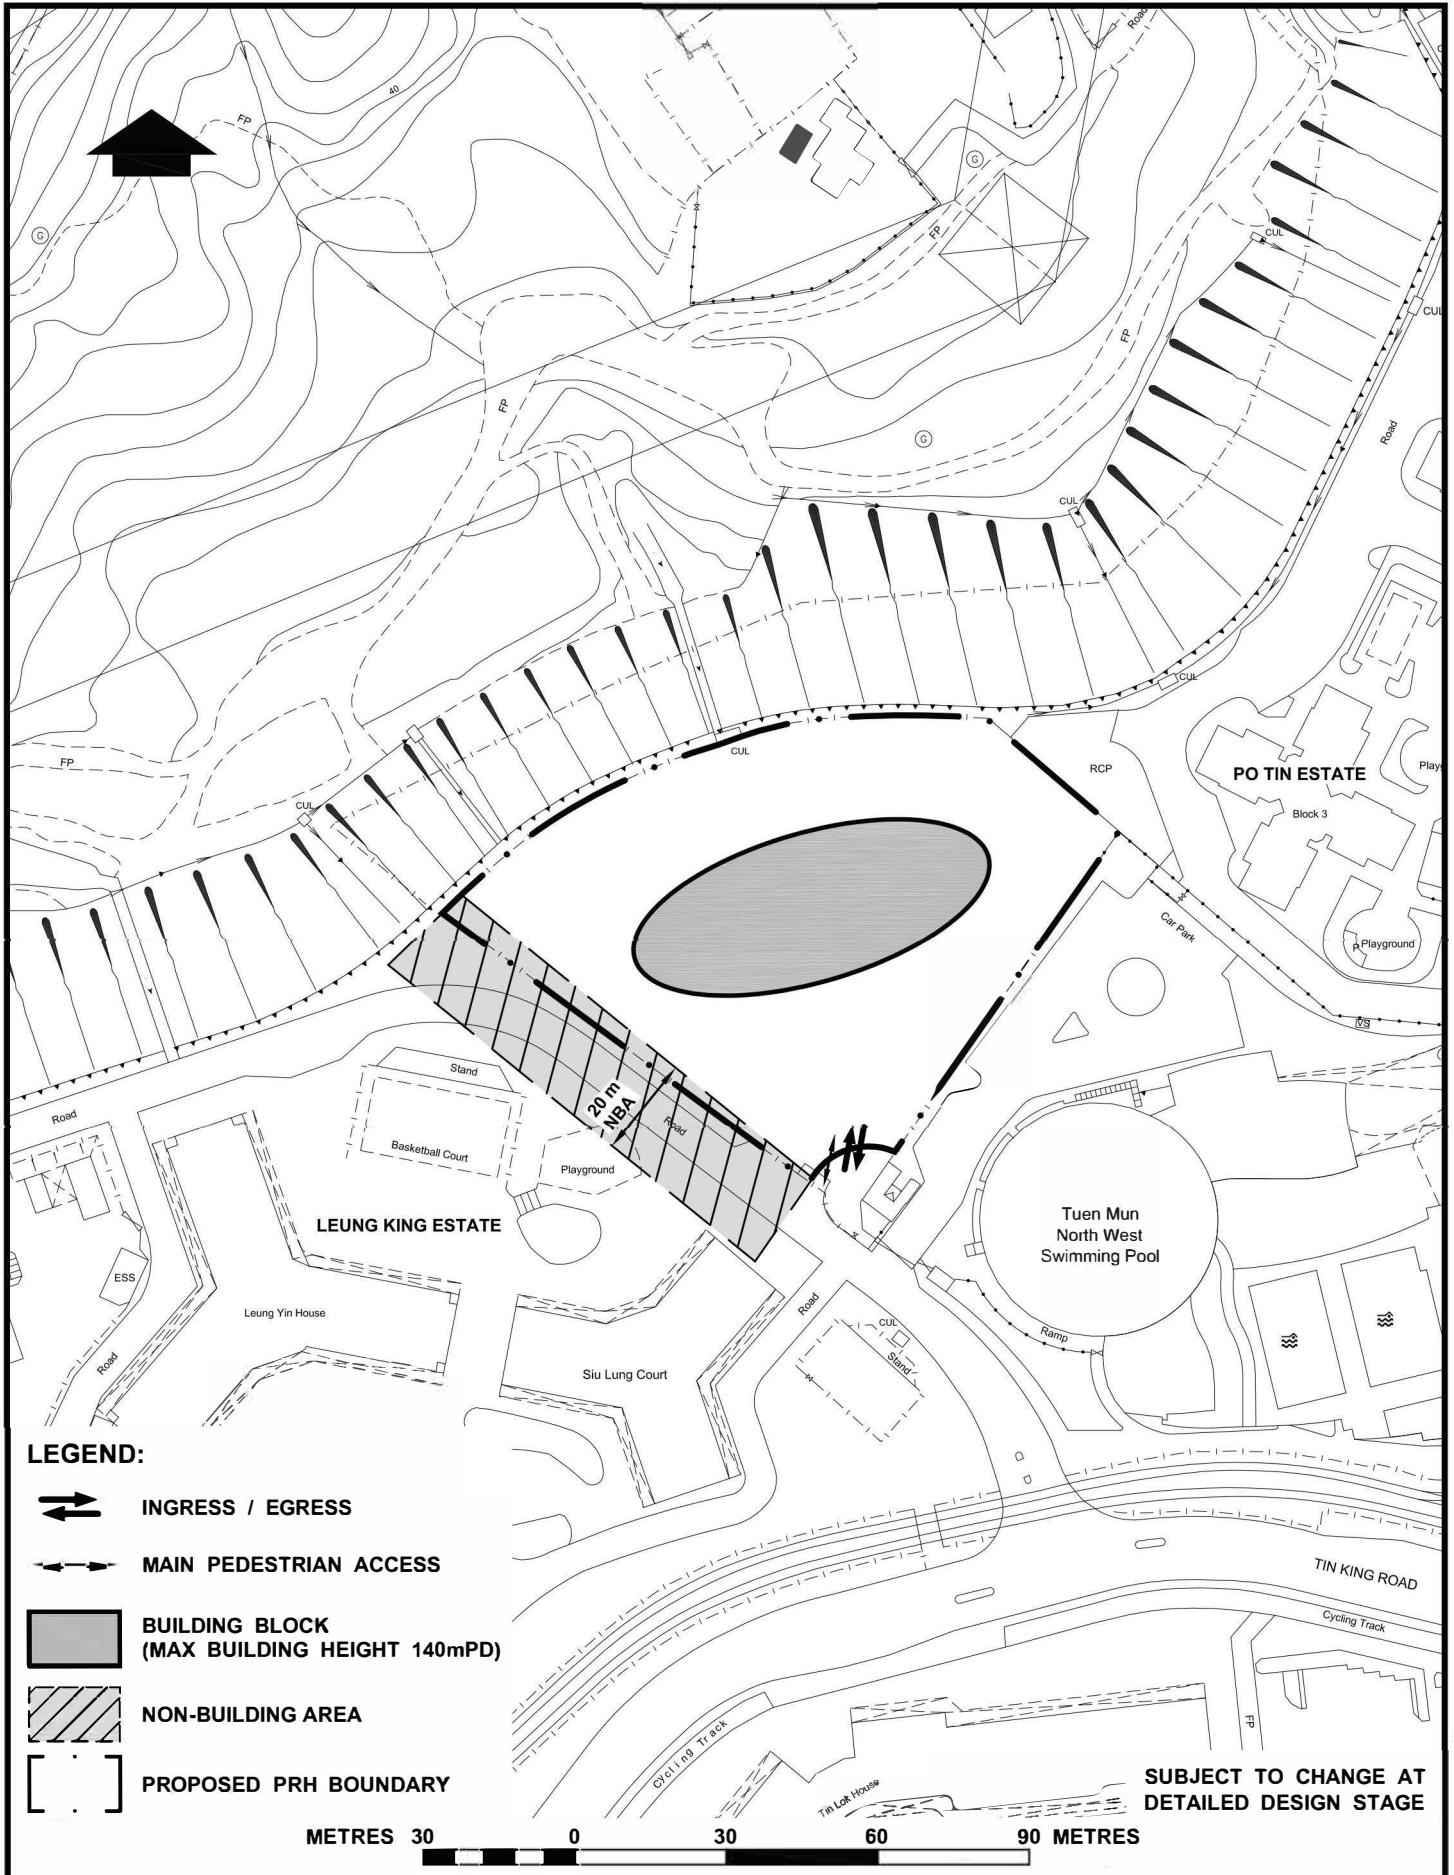 Road
40
FP
G
G
FP
CUL
CUL
FP
FP
Road
G
CUL
CUL
CUL
RCP
PO TIN ESTATE
Play
Block 3
FP
CUL
Car Park
P
Playground
VS
Stand
Road
20 m
NBA
Road
Basketball Court
Playground
LEUNG KING ESTATE
Tuen Mun
North West
Swimming Pool
ESS
Leung Yin House
Road
Road
CUL
Stand
Ramp
Siu Lung Court
LEGEND:
INGRESS / EGRESS
MAIN PEDESTRIAN ACCESS
BUILDING BLOCK
(MAX BUILDING HEIGHT 140mPD)
NON-BUILDING AREA
PROPOSED PRH BOUNDARY
TIN KING ROAD
Cycling Track
FP
Cycling Track
Tin Lok House
SUBJECT TO CHANGE AT
DETAILED DESIGN STAGE
METRES 30 0 30 60 90 METRES